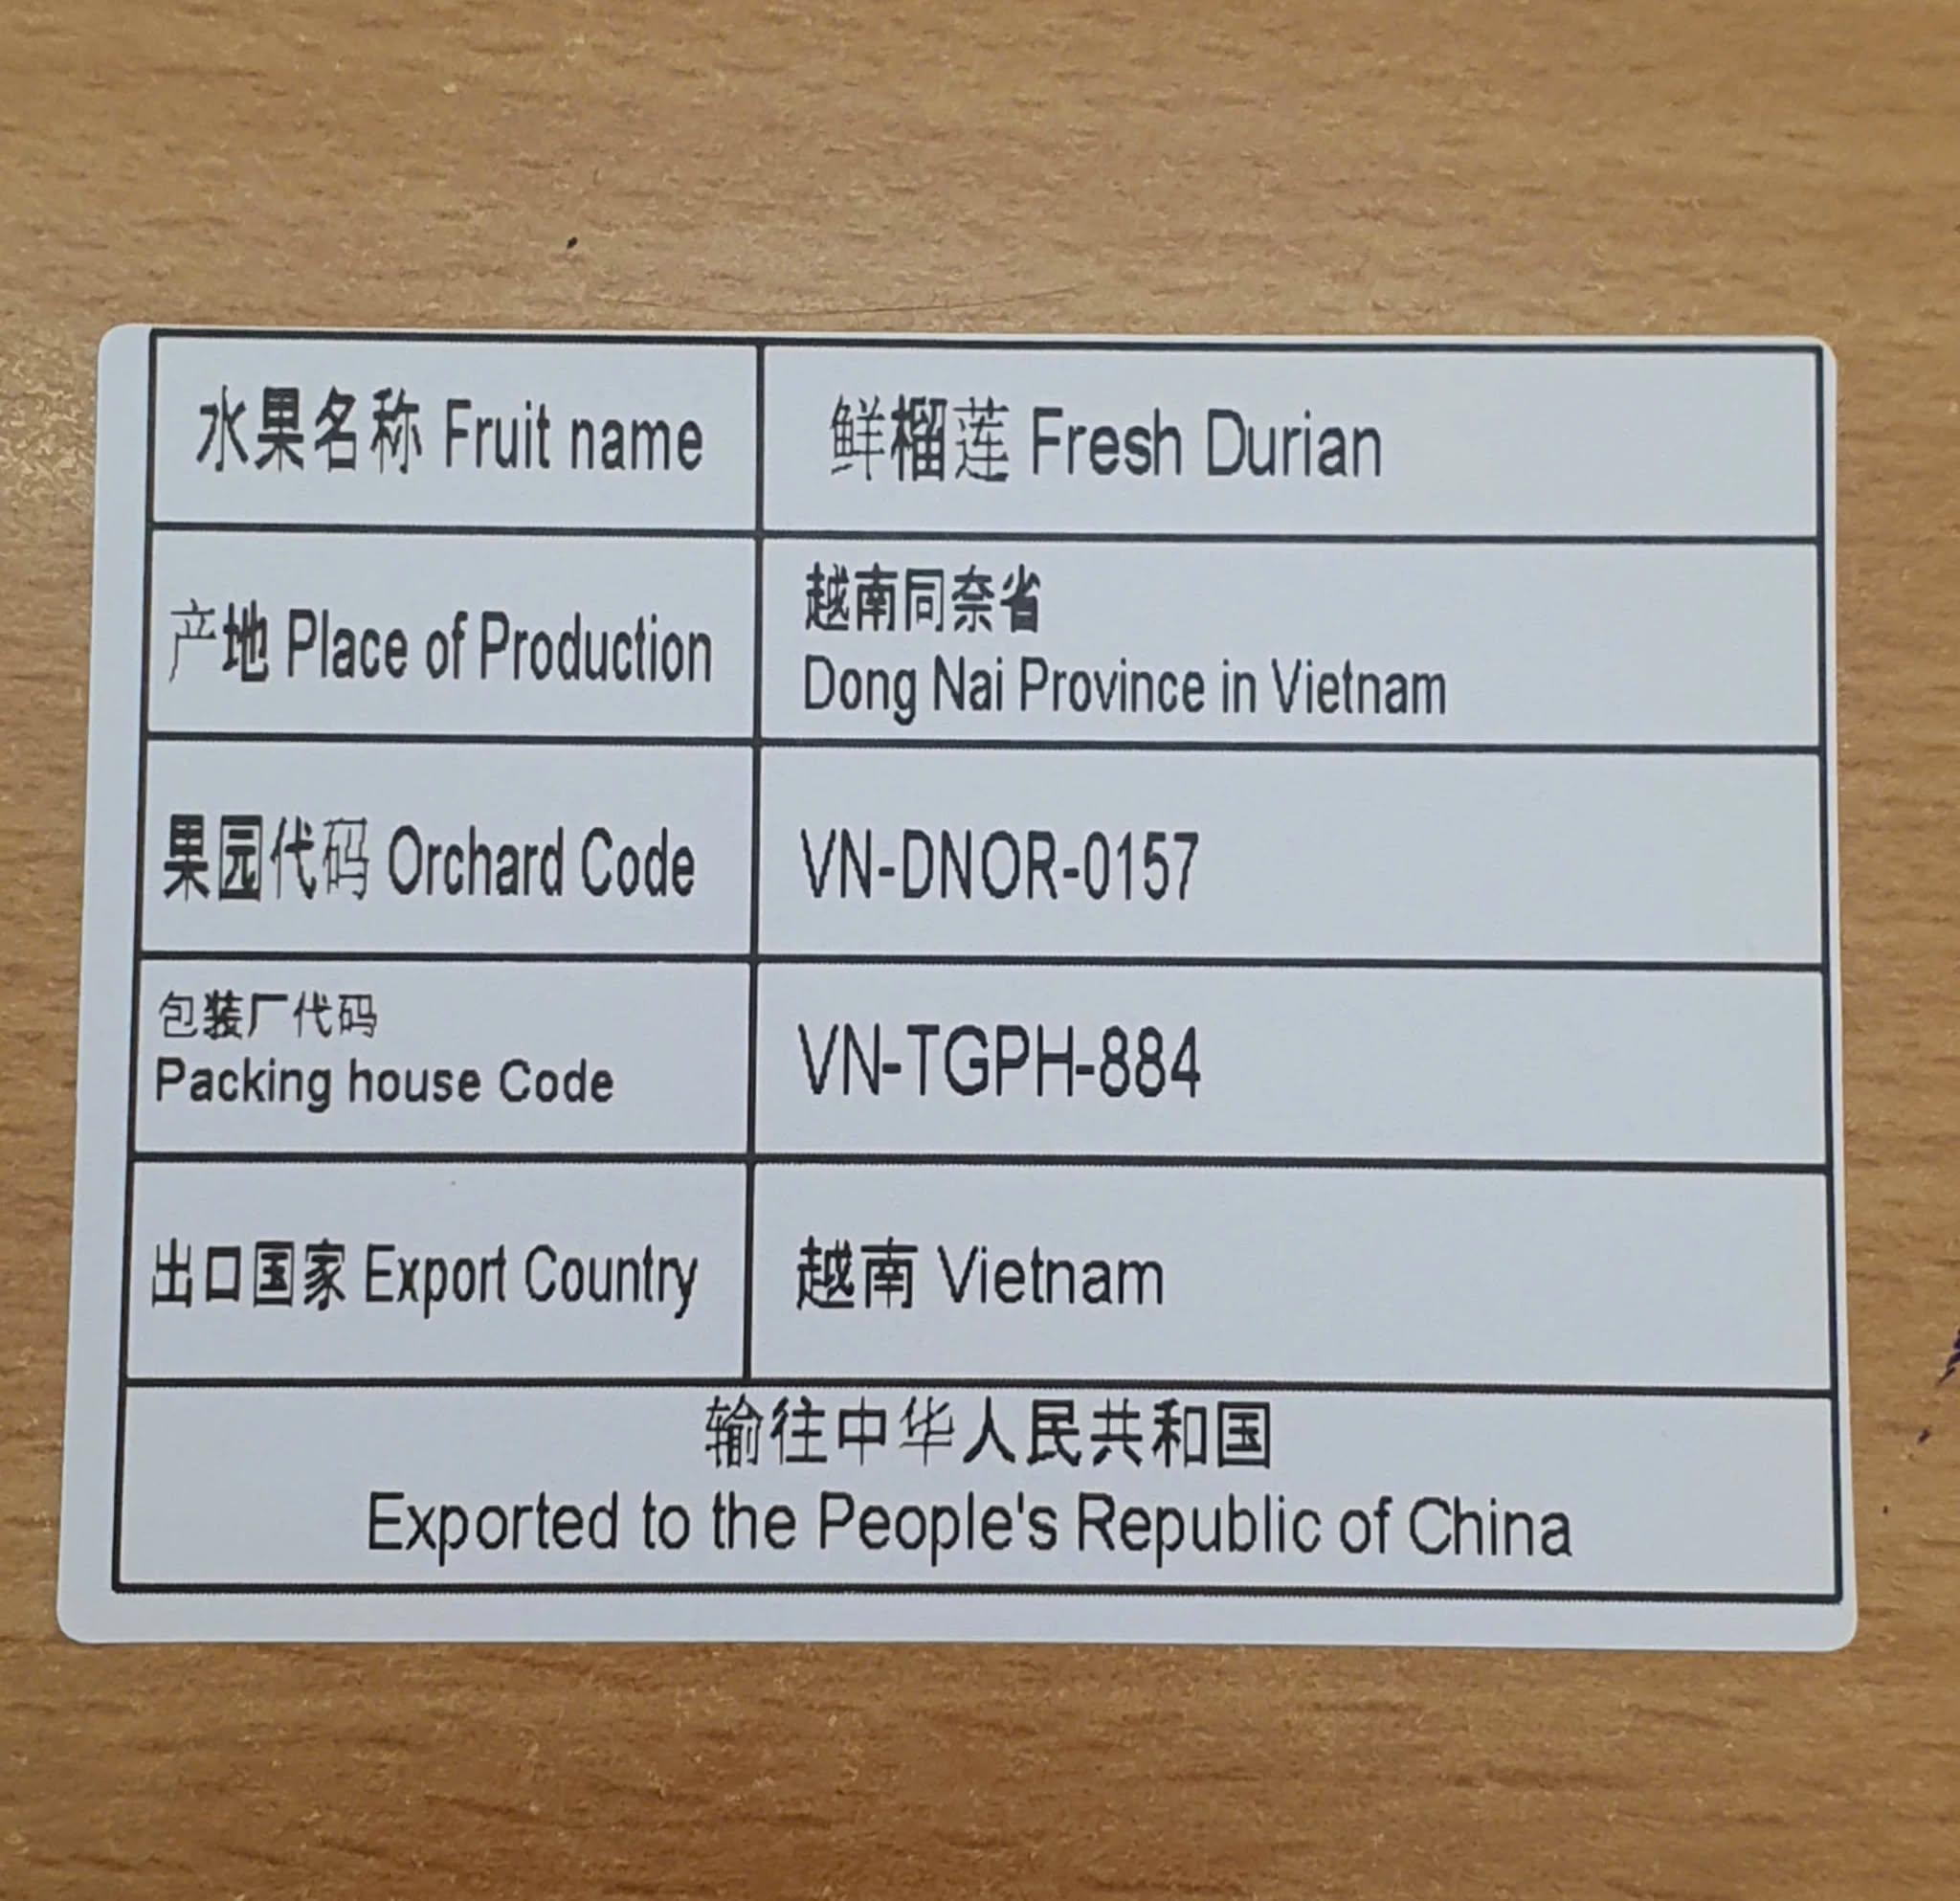 水果名称 Fruit name
鲜榴莲 Fresh Durian
产地 Place of Production
越南同奈省
Dong Nai Province in Vietnam
果园代码 Orchard Code
VN-DNOR-0157
包装厂代码
Packing house Code
VN-TGPH-884
出口国家 Export Country
越南 Vietnam
输往中华人民共和国
Exported to the People's Republic of China